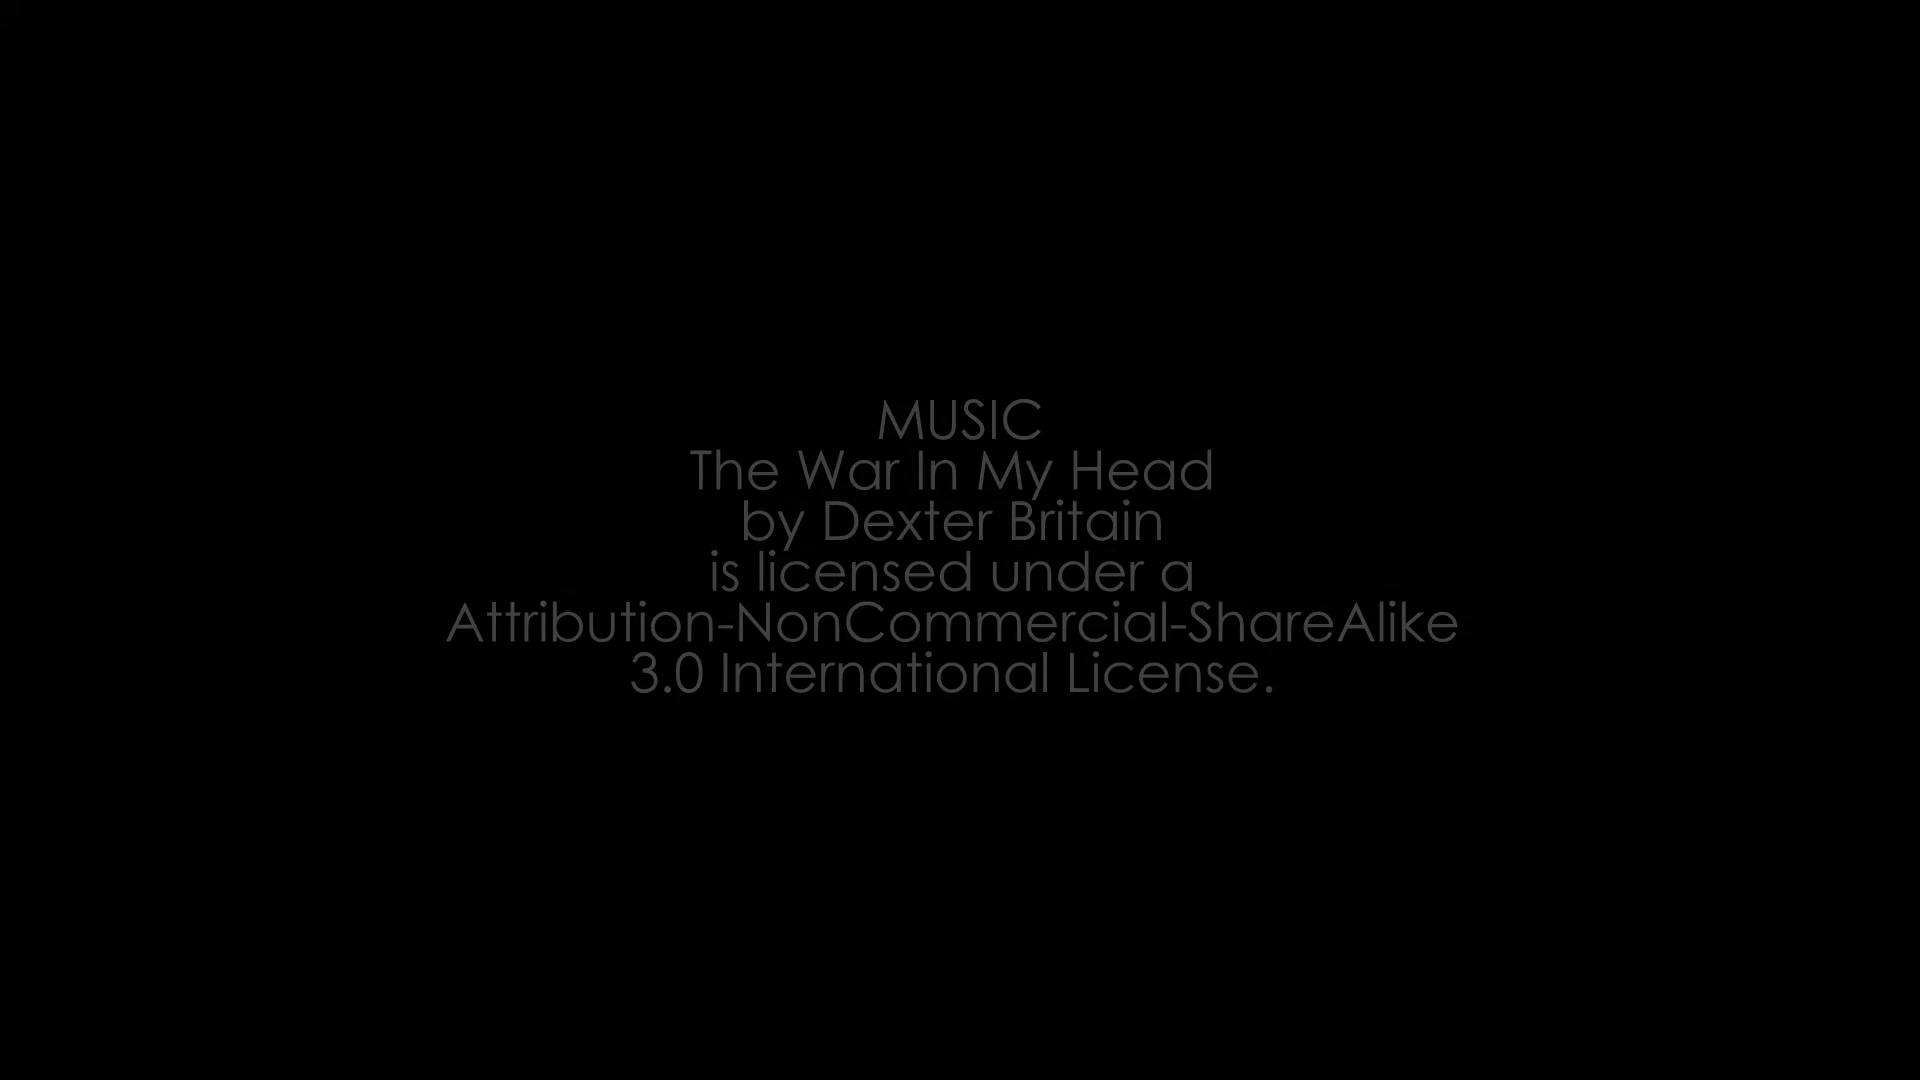 MUSIC
The War In My Head
by Dexter Britain
is licensed under a
Attribution-NonCommercial-ShareAlike
3.0 International License.